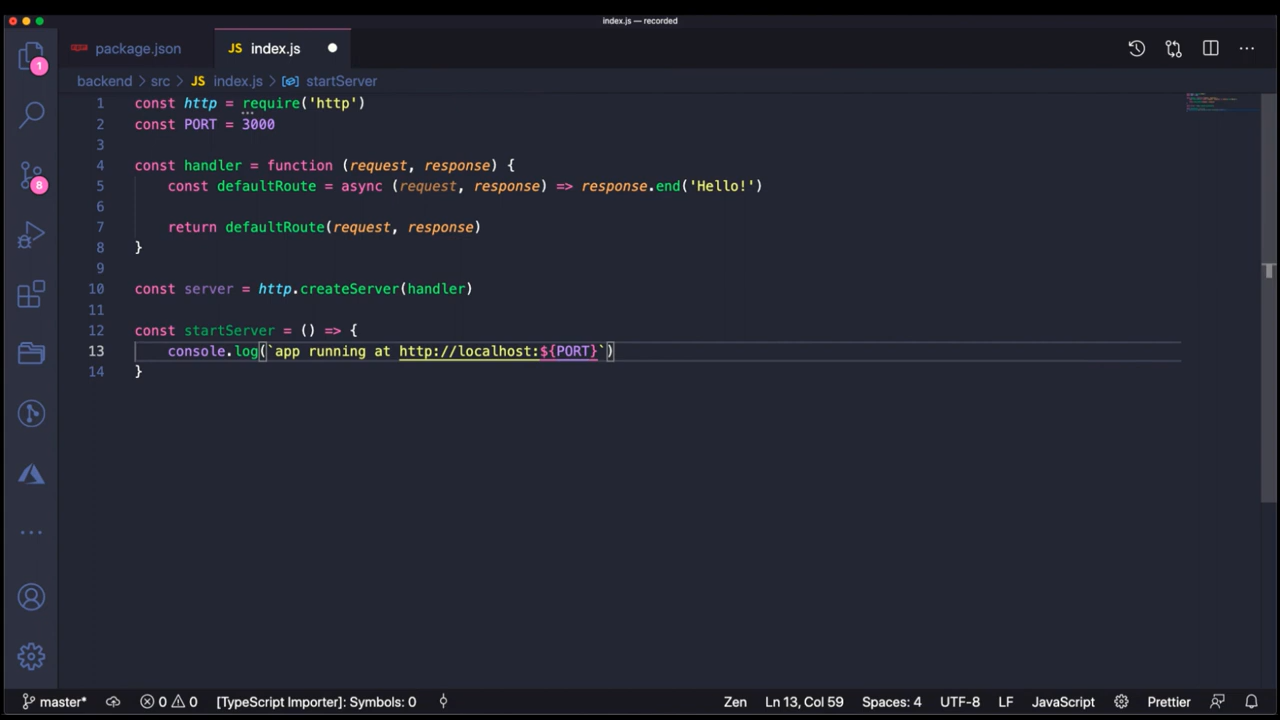 index.js — recorded
package.json
JS index.js
backend > src > JS index.js > startServer
1 const http = require('http')
2 const PORT = 3000
3
4 const handler = function (request, response) {
5     const defaultRoute = async (request, response) => response.end('Hello!')
6
7     return defaultRoute(request, response)
8 }
9
10 const server = http.createServer(handler)
11
12 const startServer = () => {
13     console.log(`app running at http://localhost:${PORT}`)
14 }
1
8
master* 0 0 [TypeScript Importer]: Symbols: 0 Zen Ln 13, Col 59 Spaces: 4 UTF-8 LF JavaScript Prettier